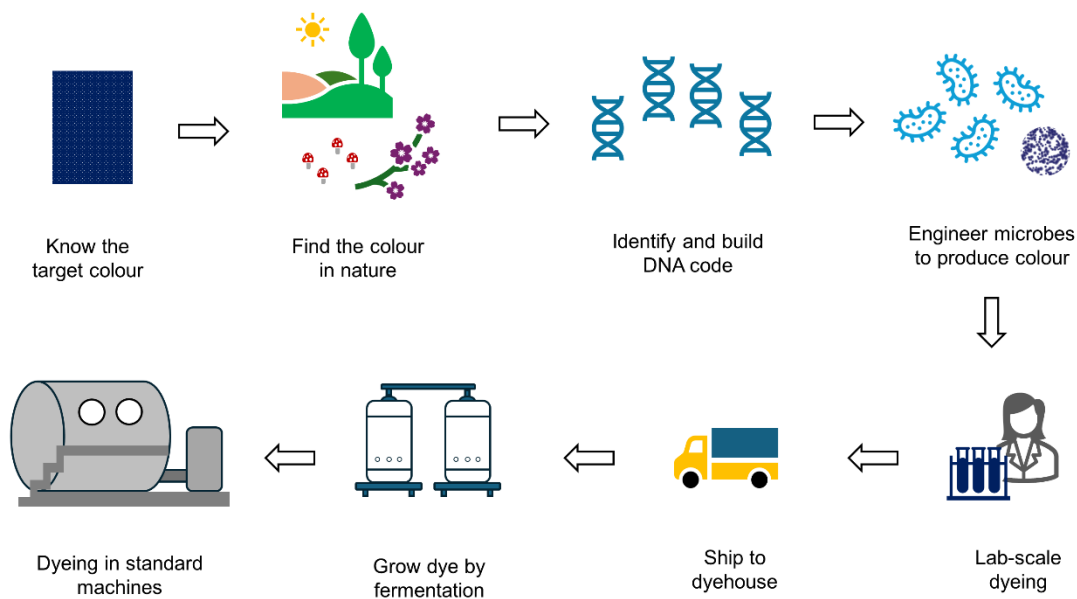 Know the
target colour
Find the colour
in nature
Identify and build
DNA code
Engineer microbes
to produce colour
Lab-scale
dyeing
Ship to
dyehouse
Grow dye by
fermentation
Dyeing in standard
machines